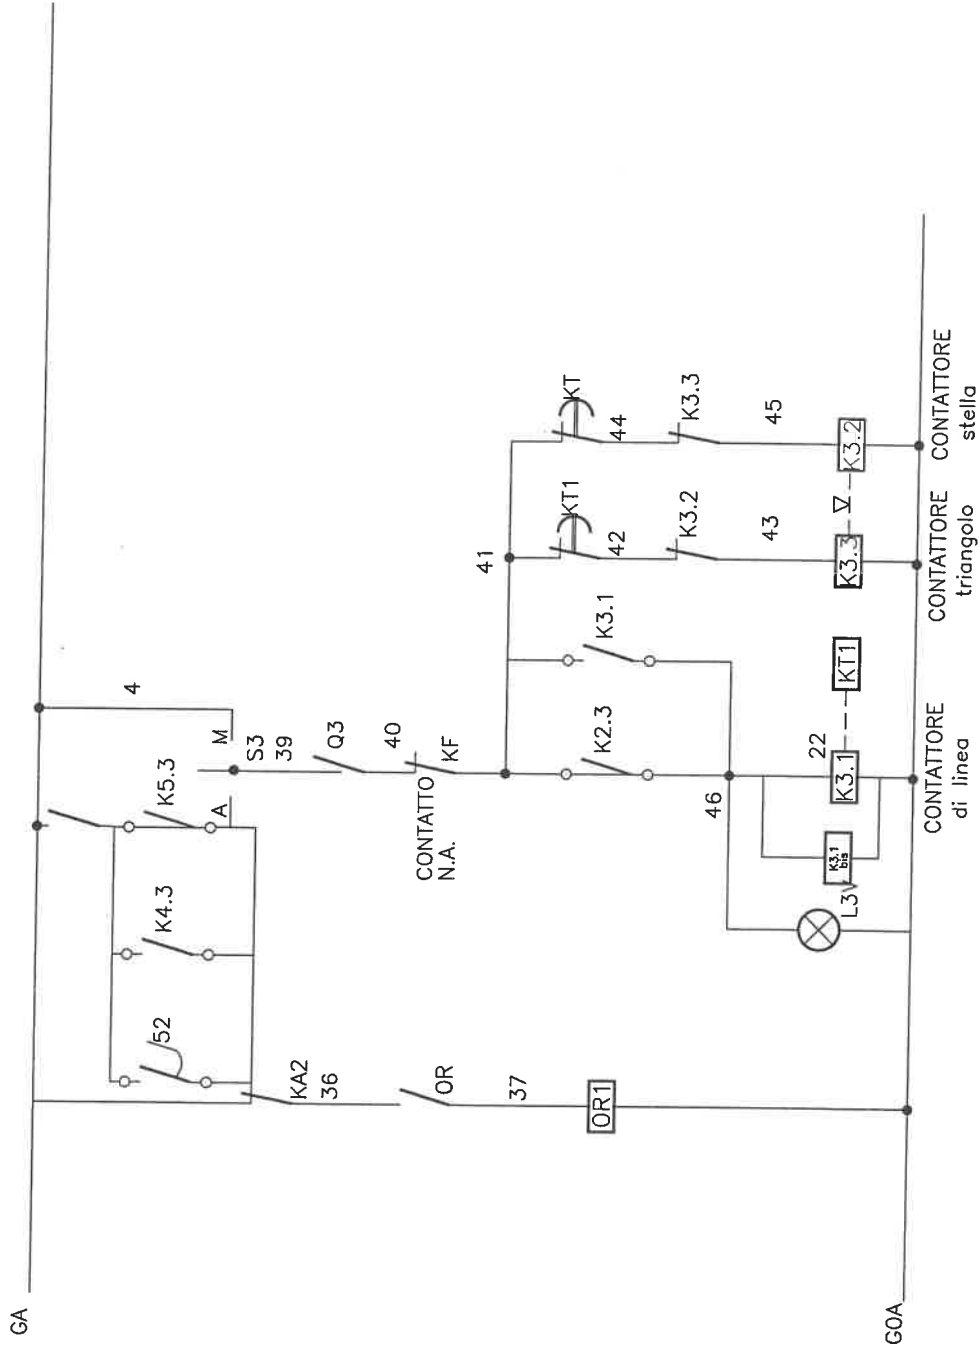 GA
4
M
S3
39
A
K5.3
K4.3
52
Q3
40
KF
CONTATTO
N.A.
KA2
36
OR
37
OR1
41
KT
44
K3.3
45
K3.2
KT1
42
K3.2
43
K3.3
K3.1
K2.3
46
22
K3.1
KT1
K3.1
bis
L3V
GOA
CONTATTORE
di linea
CONTATTORE
triangolo
CONTATTORE
stella